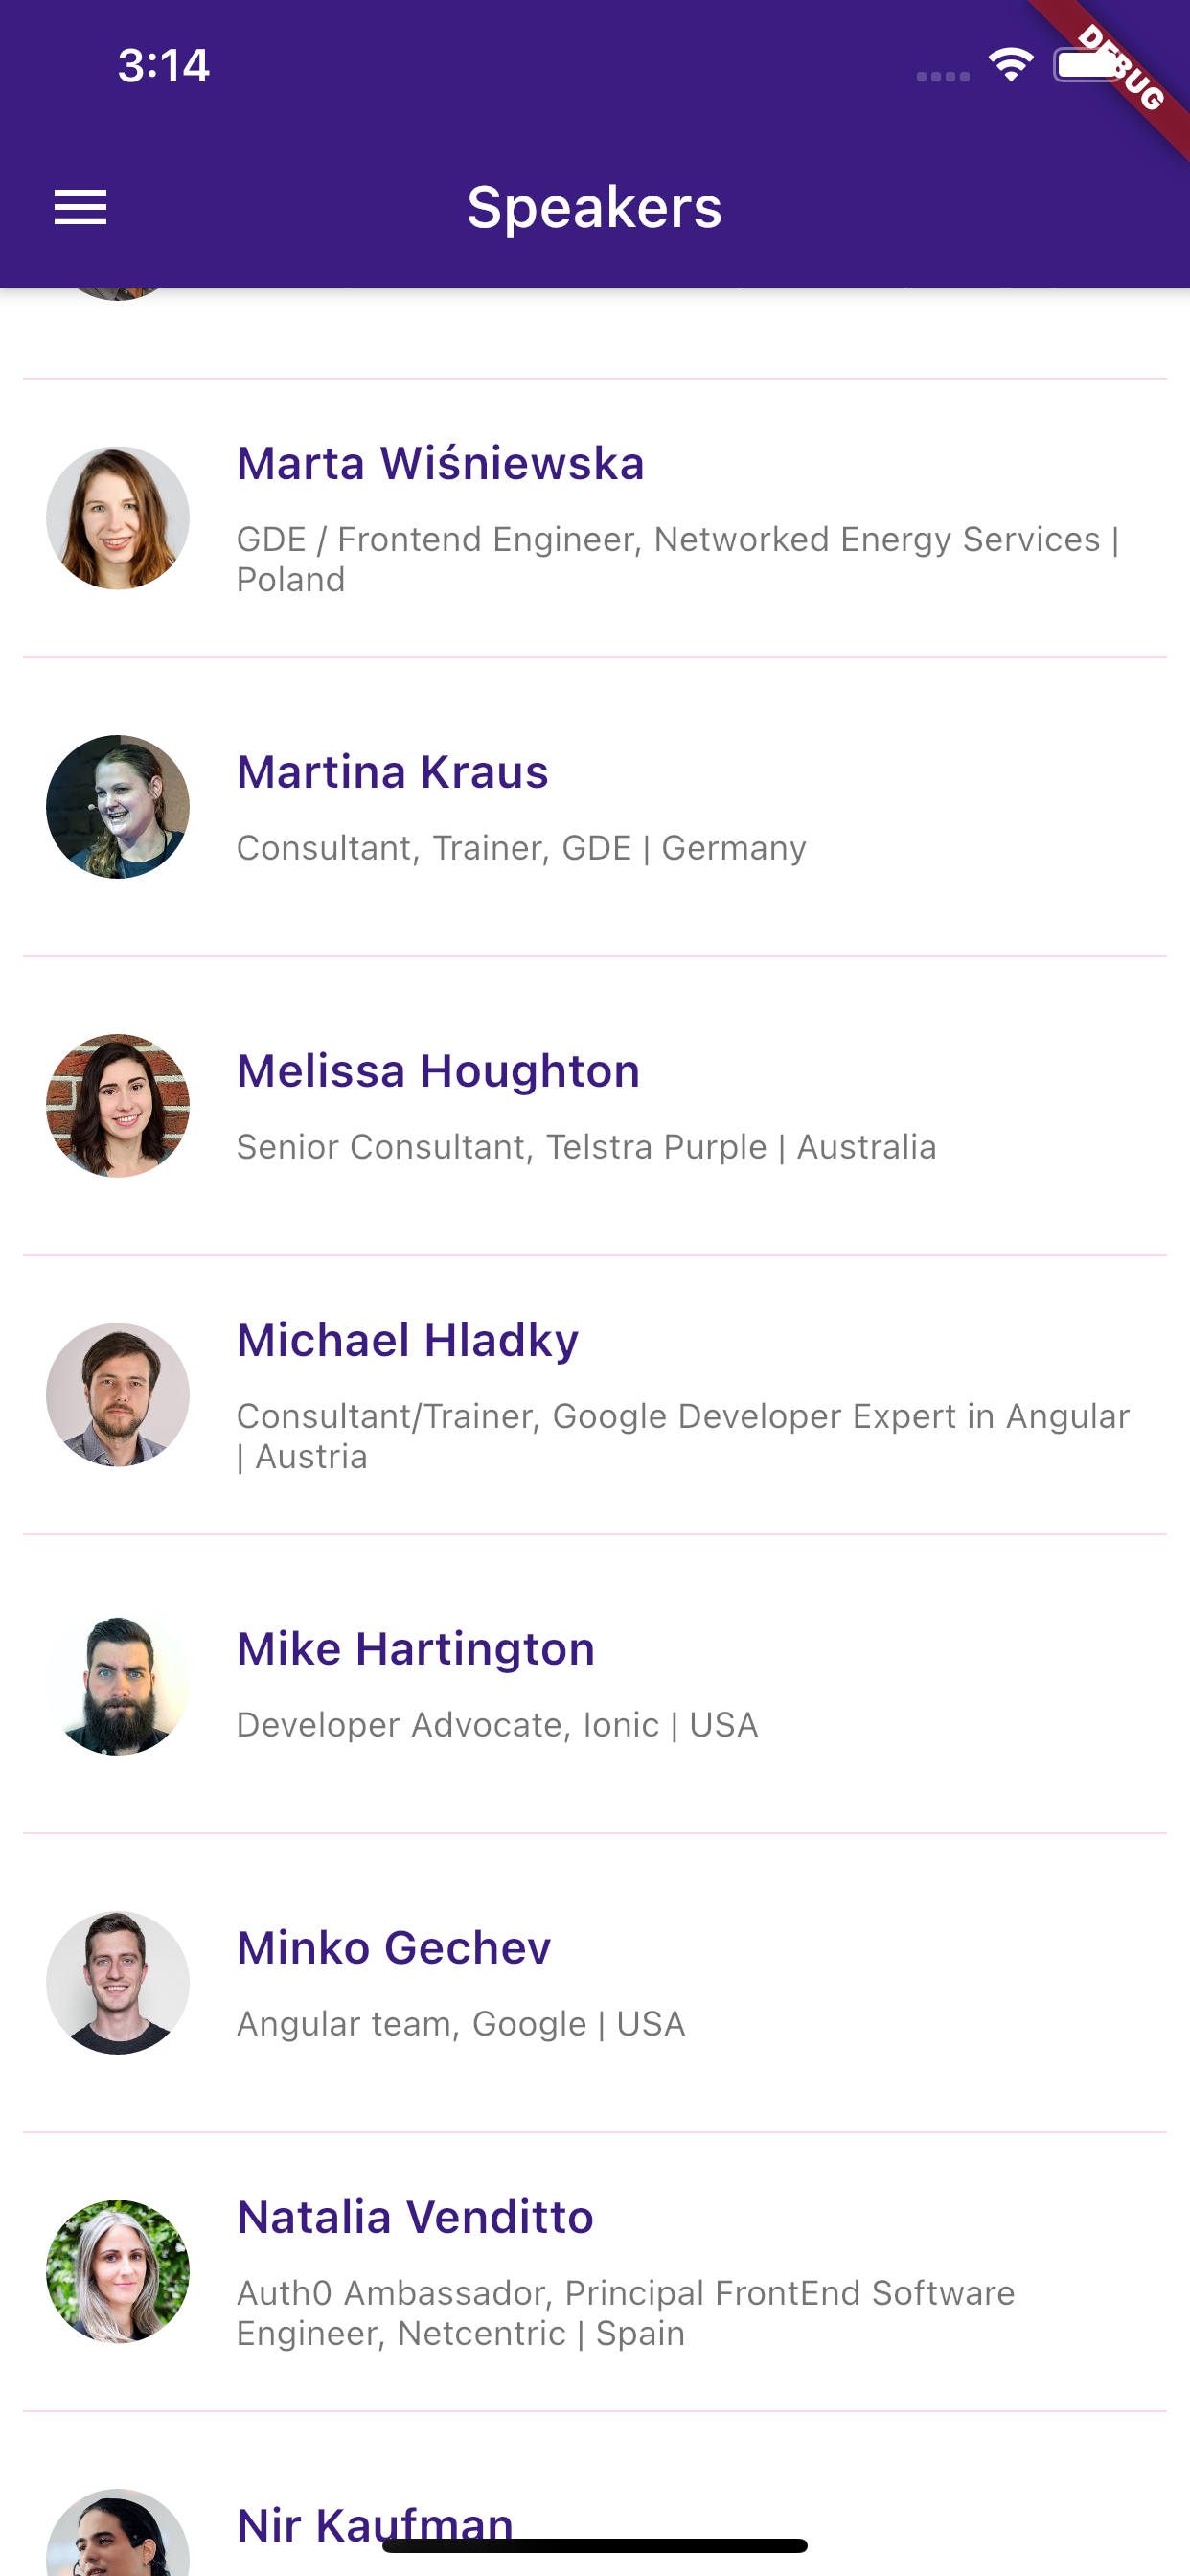 3:14
DEBUG
Speakers
Marta Wiśniewska
GDE / Frontend Engineer, Networked Energy Services |
Poland
Martina Kraus
Consultant, Trainer, GDE | Germany
Melissa Houghton
Senior Consultant, Telstra Purple | Australia
Michael Hladky
Consultant/Trainer, Google Developer Expert in Angular
| Austria
Mike Hartington
Developer Advocate, Ionic | USA
Minko Gechev
Angular team, Google | USA
Natalia Venditto
Auth0 Ambassador, Principal FrontEnd Software
Engineer, Netcentric | Spain
Nir Kaufman